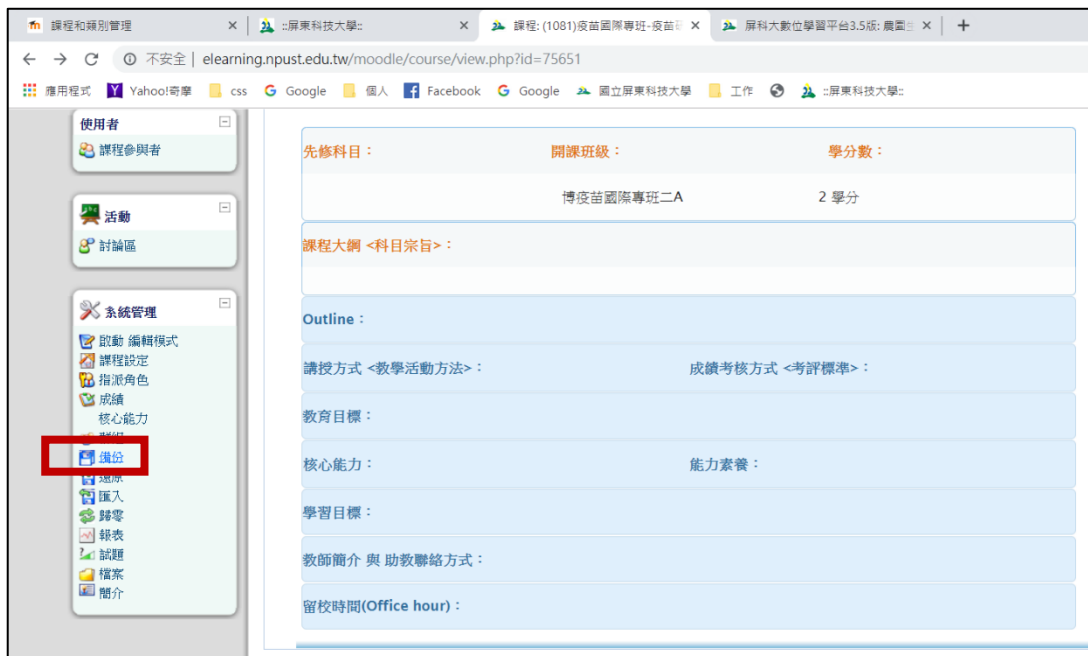 課程和類別管理 ::屏東科技大學:: 課程: (1081)疫苗國際專班-疫苗 屏科大數位學習平台3.5版: 農園
不安全 | elearning.npust.edu.tw/moodle/course/view.php?id=75651
應用程式 Yahoo!奇摩 css Google 個人 Facebook Google 國立屏東科技大學 工作 ::屏東科技大學::
使用者
課程參與者
活動
討論區
系統管理
啟動 編輯模式
課程設定
指派角色
成績
核心能力
群組
備份
還原
匯入
歸零
報表
試題
檔案
簡介
先修科目： 開課班級： 學分數：
博疫苗國際專班二A 2 學分
課程大綱 <科目宗旨>：
Outline：
講授方式 <教學活動方法>： 成績考核方式 <考評標準>：
教育目標：
核心能力： 能力素養：
學習目標：
教師簡介 與 助教聯絡方式：
留校時間(Office hour)：